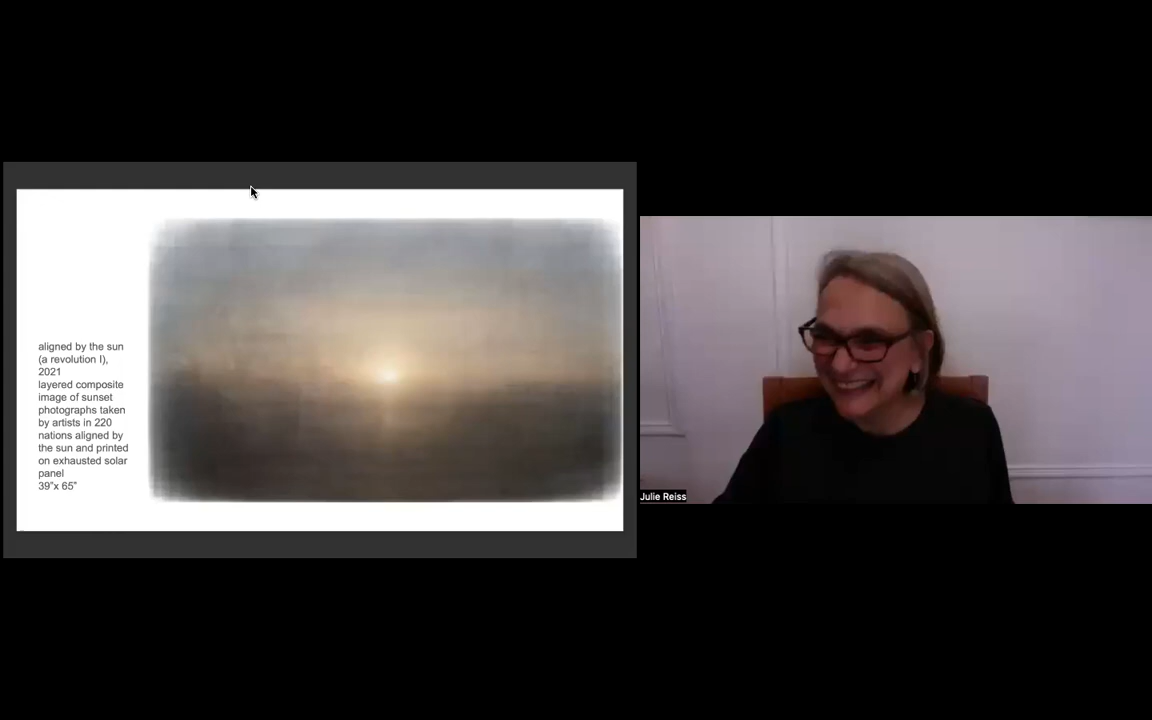 aligned by the sun
(a revolution I),
2021
layered composite
image of sunset
photographs taken
by artists in 220
nations aligned by
the sun and printed
on exhausted solar
panel
39”x 65”
Julie Reiss